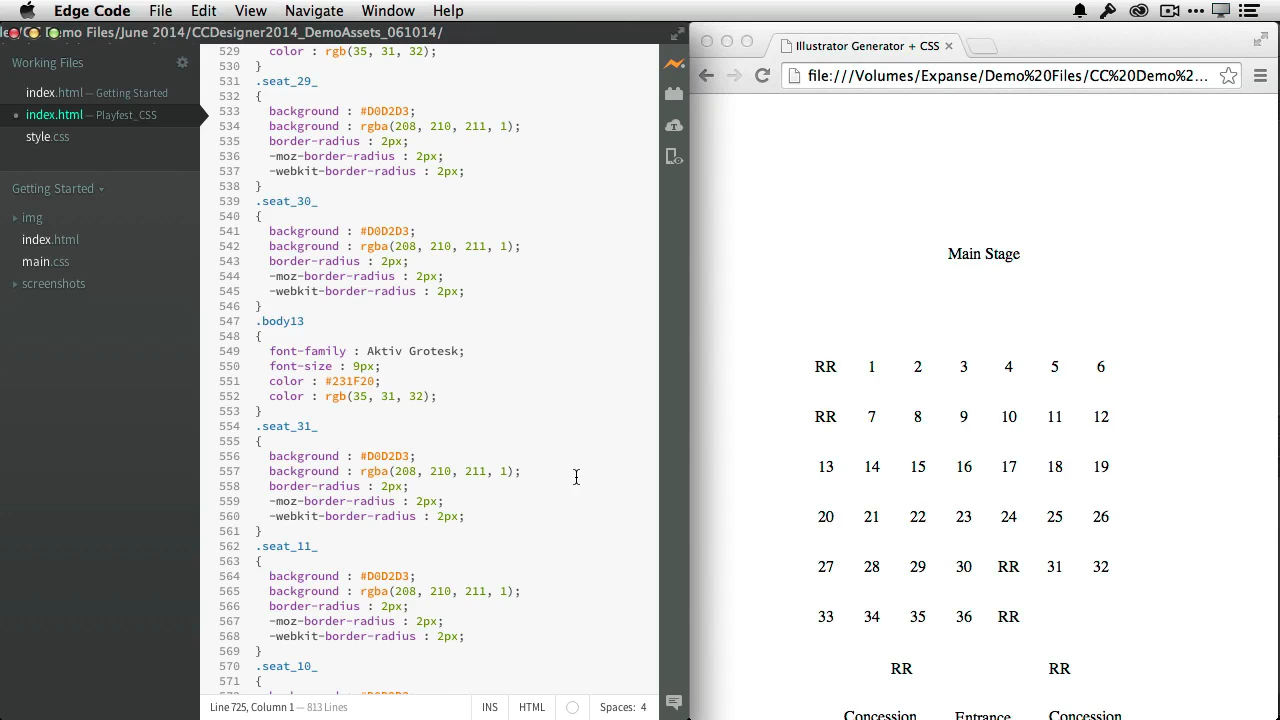 Edge Code File Edit View Navigate Window Help
Demo Files/June 2014/CCDesigner2014_DemoAssets_061014/
Working Files
index.html — Getting Started
index.html — Playfest_CSS
style.css
Getting Started
img
index.html
main.css
screenshots
529 color : rgb(35, 31, 32);
530 }
531 .seat_29_
532 {
533 background : #D0D2D3;
534 background : rgba(208, 210, 211, 1);
535 border-radius : 2px;
536 -moz-border-radius : 2px;
537 -webkit-border-radius : 2px;
538 }
539 .seat_30_
540 {
541 background : #D0D2D3;
542 background : rgba(208, 210, 211, 1);
543 border-radius : 2px;
544 -moz-border-radius : 2px;
545 -webkit-border-radius : 2px;
546 }
547 .body13
548 {
549 font-family : Aktiv Grotesk;
550 font-size : 9px;
551 color : #231F20;
552 color : rgb(35, 31, 32);
553 }
554 .seat_31_
555 {
556 background : #D0D2D3;
557 background : rgba(208, 210, 211, 1);
558 border-radius : 2px;
559 -moz-border-radius : 2px;
560 -webkit-border-radius : 2px;
561 }
562 .seat_11_
563 {
564 background : #D0D2D3;
565 background : rgba(208, 210, 211, 1);
566 border-radius : 2px;
567 -moz-border-radius : 2px;
568 -webkit-border-radius : 2px;
569 }
570 .seat_10_
571 {
Line 725, Column 1 — 813 Lines INS HTML Spaces: 4
Illustrator Generator + CSS
file:///Volumes/Expanse/Demo%20Files/CC%20Demo%2...
Main Stage
RR 1 2 3 4 5 6
RR 7 8 9 10 11 12
13 14 15 16 17 18 19
20 21 22 23 24 25 26
27 28 29 30 RR 31 32
33 34 35 36 RR
RR RR
Concession Entrance Concession